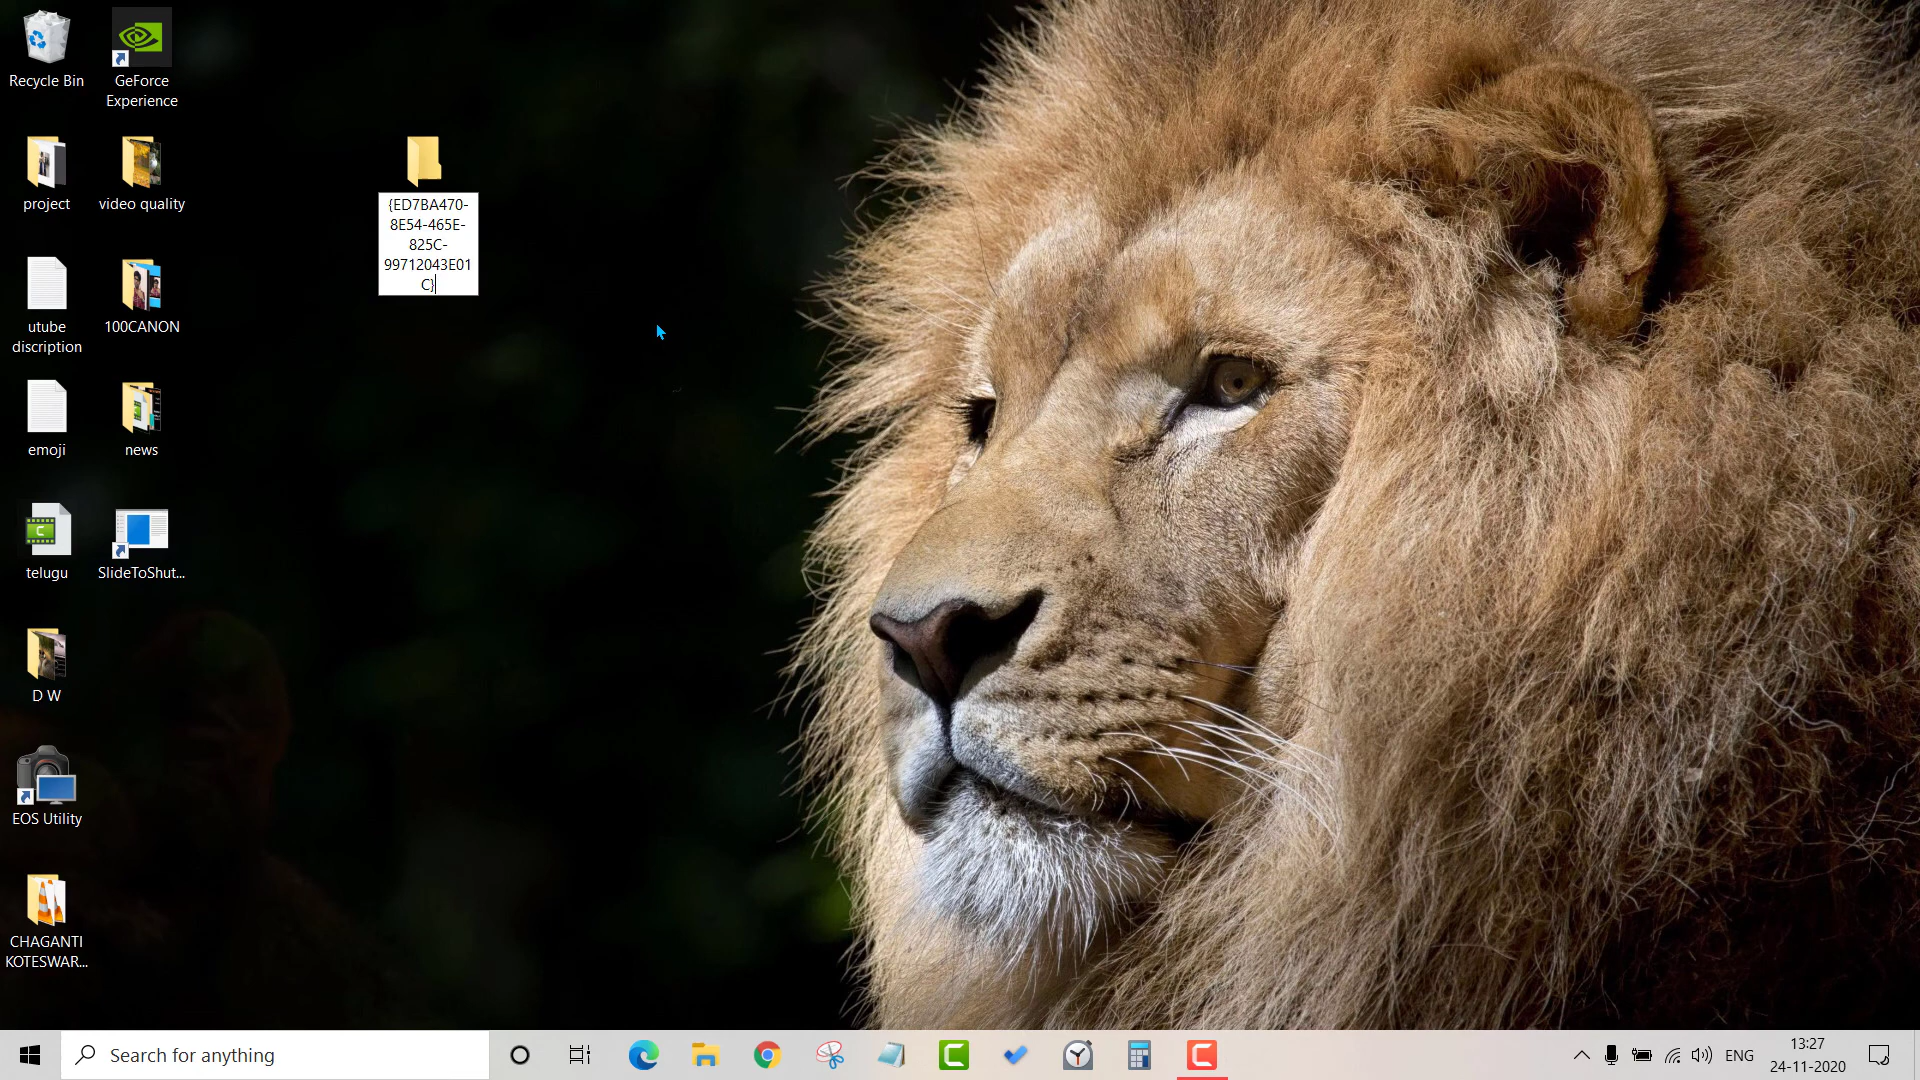 Recycle Bin
GeForce
Experience
project
video quality
{ED7BA470-
8E54-465E-
825C-
99712043E01
C}
utube
discription
100CANON
emoji
news
telugu
SlideToShut...
D W
EOS Utility
CHAGANTI
KOTESWAR...
Search for anything
ENG
13:27
24-11-2020